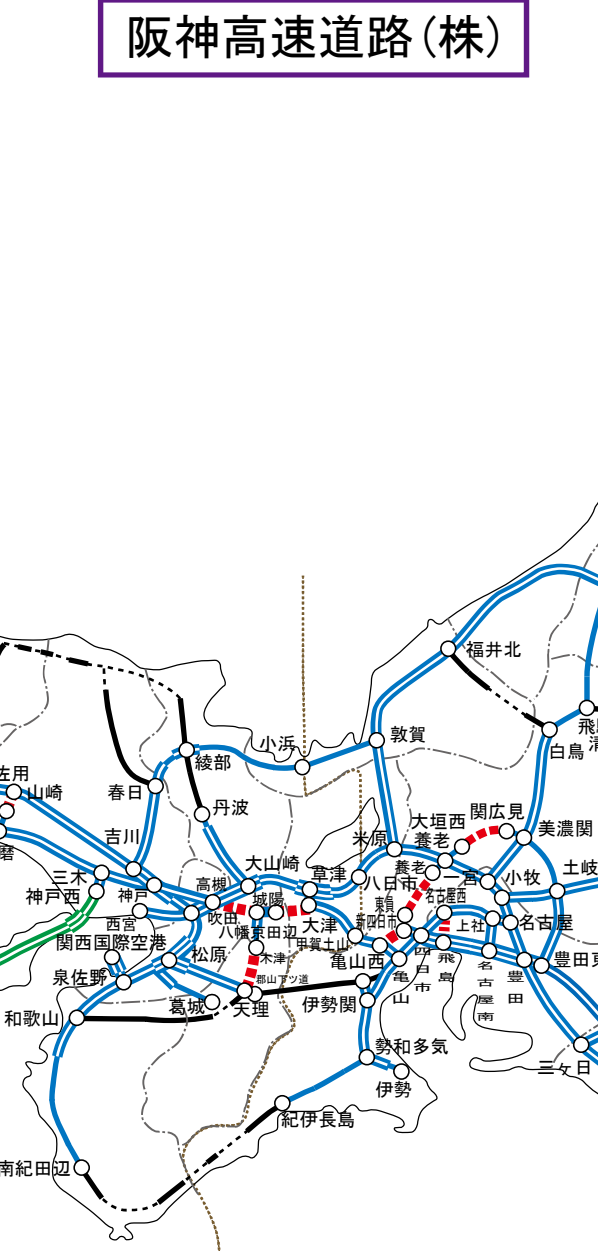 阪神高速道路（株）
福井北
敦賀
小浜
白鳥
飛
清
綾部
佐用
山崎
春日
丹波
吉川
磨
三木
神戸西
神戸
西宮
関西国際空港
泉佐野
和歌山
南紀田辺
高槻
吹田
大山崎
城陽
八幡京田辺
草津
大津
木津
松原
郡山下ツ道
葛城
天理
米原
八日市
甲賀土山
大垣西
養老
関広見
美濃関
養老
一宮
小牧
土岐
東員
新四日市
名古屋西
上社
名古屋
亀山西
亀山
四日市
飛島
名古屋南
豊田
豊田東
伊勢関
三ヶ日
勢和多気
伊勢
紀伊長島